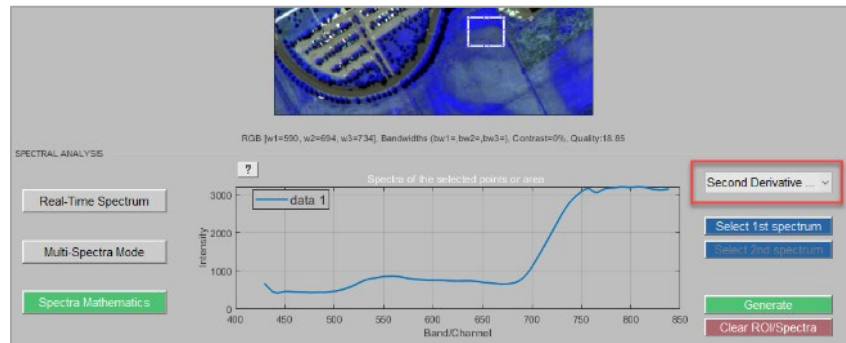 RGB [w1=590, w2=694, w3=734], Bandwidths (bw1=,bw2=,bw3=), Contrast=0%, Quality:18.85
SPECTRAL ANALYSIS
?
Spectra of the selected points or area
Second Derivative ...
Real-Time Spectrum
data 1
3000
Select 1st spectrum
Intensity
2000
Select 2nd spectrum
Multi-Spectra Mode
1000
Spectra Mathematics
Generate
0
400 450 500 550 600 650 700 750 800 850
Band/Channel
Clear ROI/Spectra